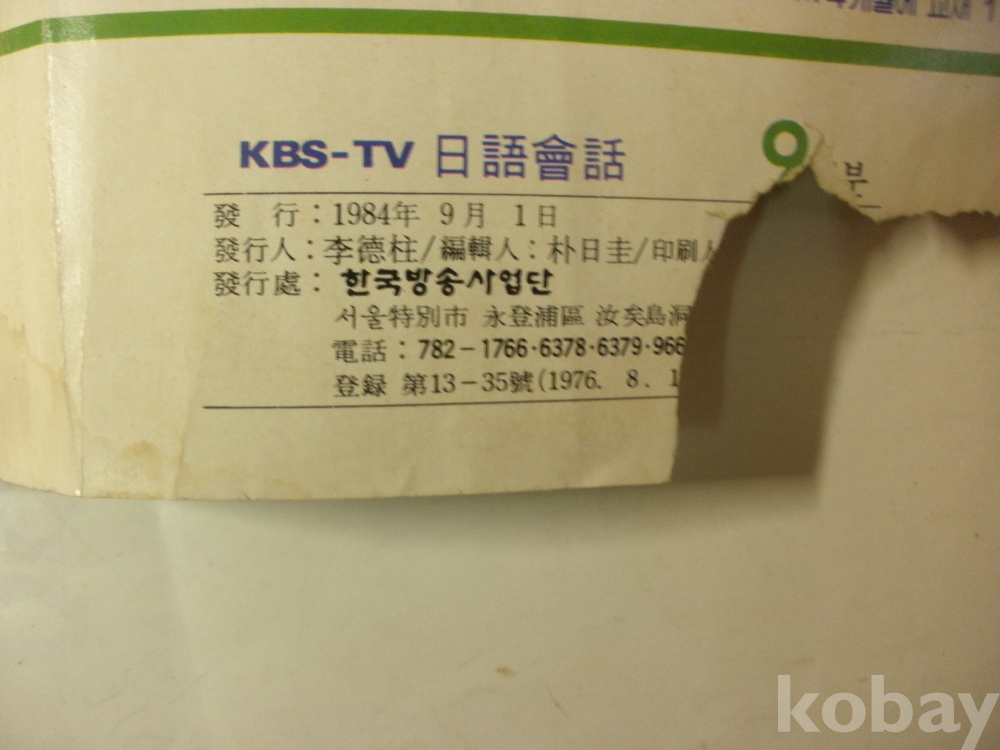 KBS-TV 日語會話 9 부
發 行 : 1984年 9月 1日
發行人 : 李德柱/編輯人 : 朴日圭/印刷人
發行處 : 한국방송사업단
서울特別市 永登浦區 汝矣島洞
電話 : 782-1766·6378·6379·966
登録 第13-35號(1976. 8. 1
kobay